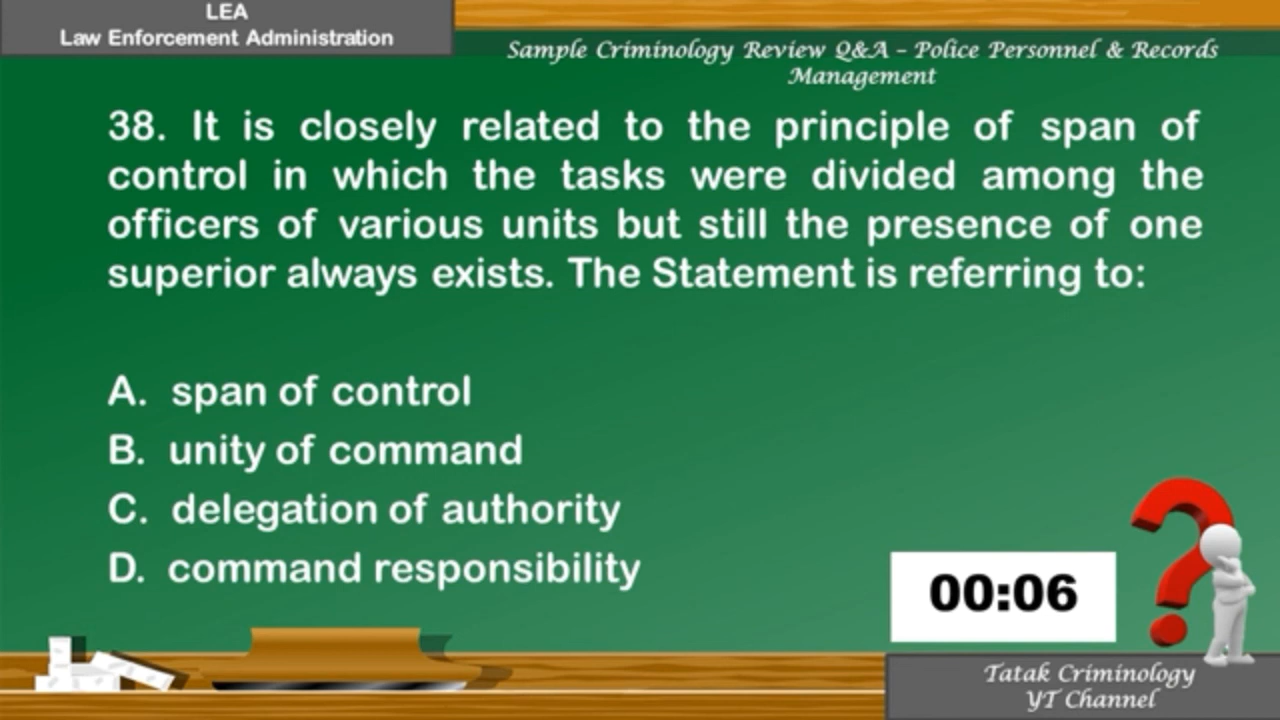 LEA
Law Enforcement Administration
Sample Criminology Review Q&A – Police Personnel & Records
Management
38. It is closely related to the principle of span of
control in which the tasks were divided among the
officers of various units but still the presence of one
superior always exists. The Statement is referring to:
A. span of control
B. unity of command
C. delegation of authority
D. command responsibility
00:06
Tatak Criminology
YT Channel